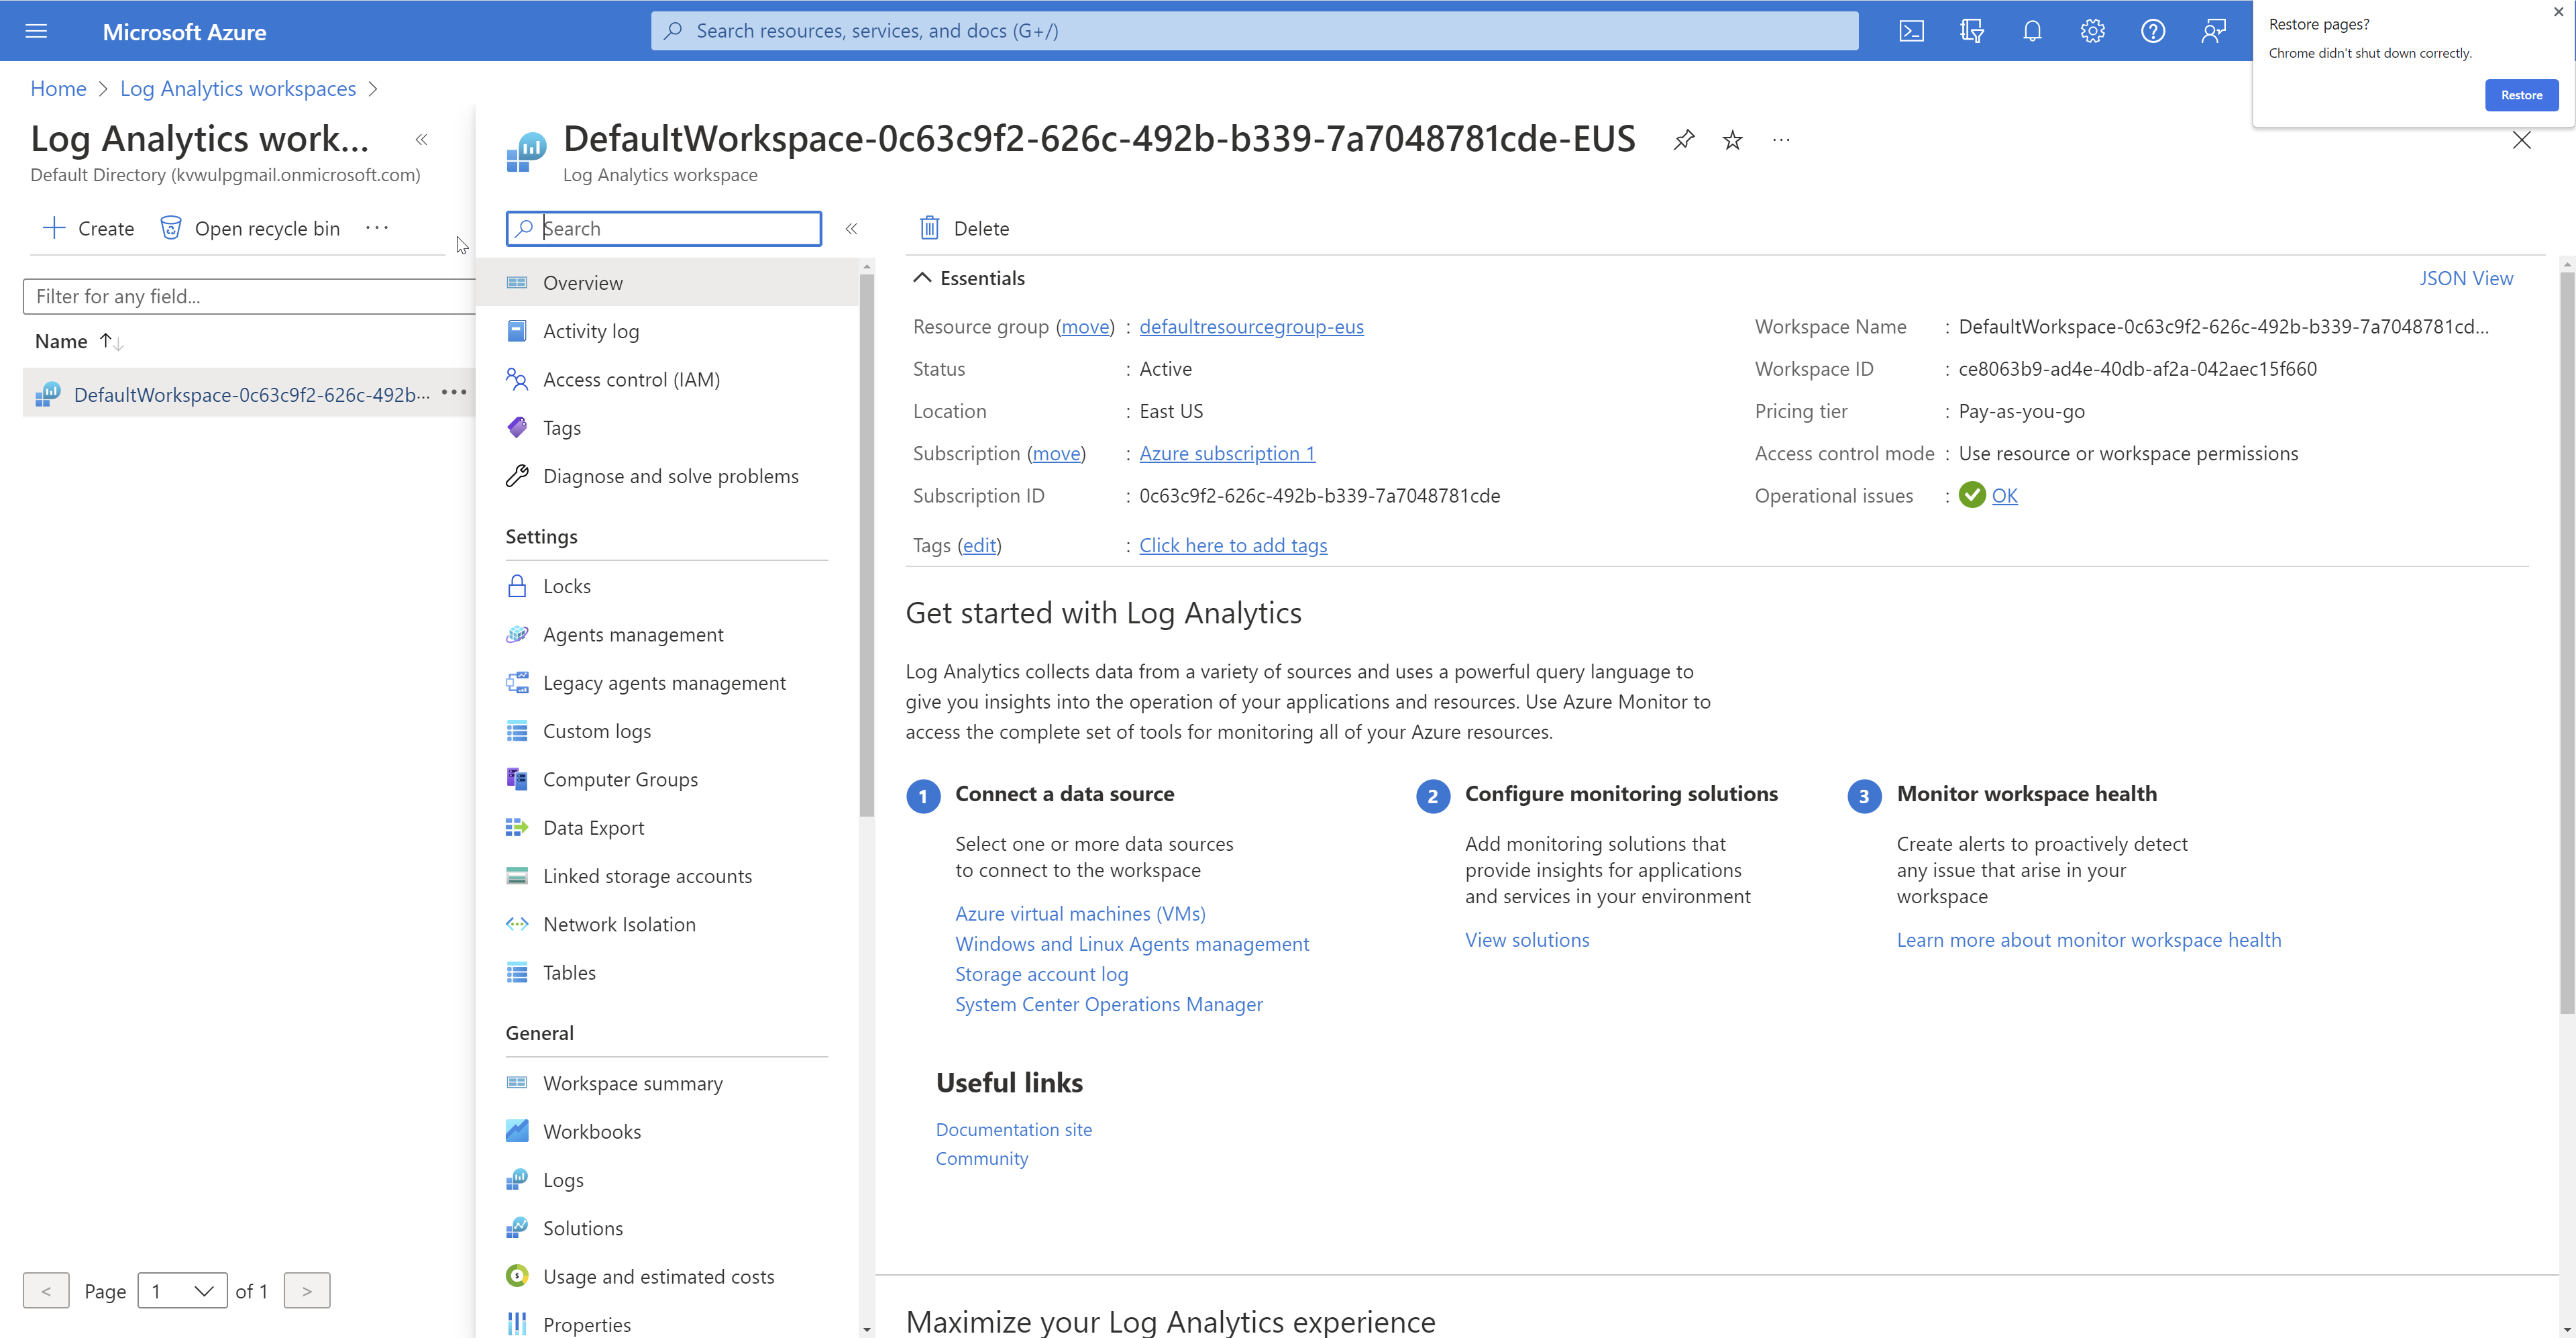 Microsoft Azure
Search resources, services, and docs (G+/)
Restore pages?
Chrome didn't shut down correctly.
Restore
Home > Log Analytics workspaces >
Log Analytics work...
Default Directory (kvwulpgmail.onmicrosoft.com)
Create
Open recycle bin
Filter for any field...
Name
DefaultWorkspace-0c63c9f2-626c-492b-...
Page 1 of 1
DefaultWorkspace-0c63c9f2-626c-492b-b339-7a7048781cde-EUS
Log Analytics workspace
Search
Overview
Activity log
Access control (IAM)
Tags
Diagnose and solve problems
Settings
Locks
Agents management
Legacy agents management
Custom logs
Computer Groups
Data Export
Linked storage accounts
Network Isolation
Tables
General
Workspace summary
Workbooks
Logs
Solutions
Usage and estimated costs
Properties
Delete
Essentials
JSON View
Resource group (move) : defaultresourcegroup-eus
Status : Active
Location : East US
Subscription (move) : Azure subscription 1
Subscription ID : 0c63c9f2-626c-492b-b339-7a7048781cde
Tags (edit) : Click here to add tags
Workspace Name : DefaultWorkspace-0c63c9f2-626c-492b-b339-7a7048781cd...
Workspace ID : ce8063b9-ad4e-40db-af2a-042aec15f660
Pricing tier : Pay-as-you-go
Access control mode : Use resource or workspace permissions
Operational issues : OK
Get started with Log Analytics
Log Analytics collects data from a variety of sources and uses a powerful query language to
give you insights into the operation of your applications and resources. Use Azure Monitor to
access the complete set of tools for monitoring all of your Azure resources.
1 Connect a data source
Select one or more data sources
to connect to the workspace
Azure virtual machines (VMs)
Windows and Linux Agents management
Storage account log
System Center Operations Manager
2 Configure monitoring solutions
Add monitoring solutions that
provide insights for applications
and services in your environment
View solutions
3 Monitor workspace health
Create alerts to proactively detect
any issue that arise in your
workspace
Learn more about monitor workspace health
Useful links
Documentation site
Community
Maximize your Log Analytics experience